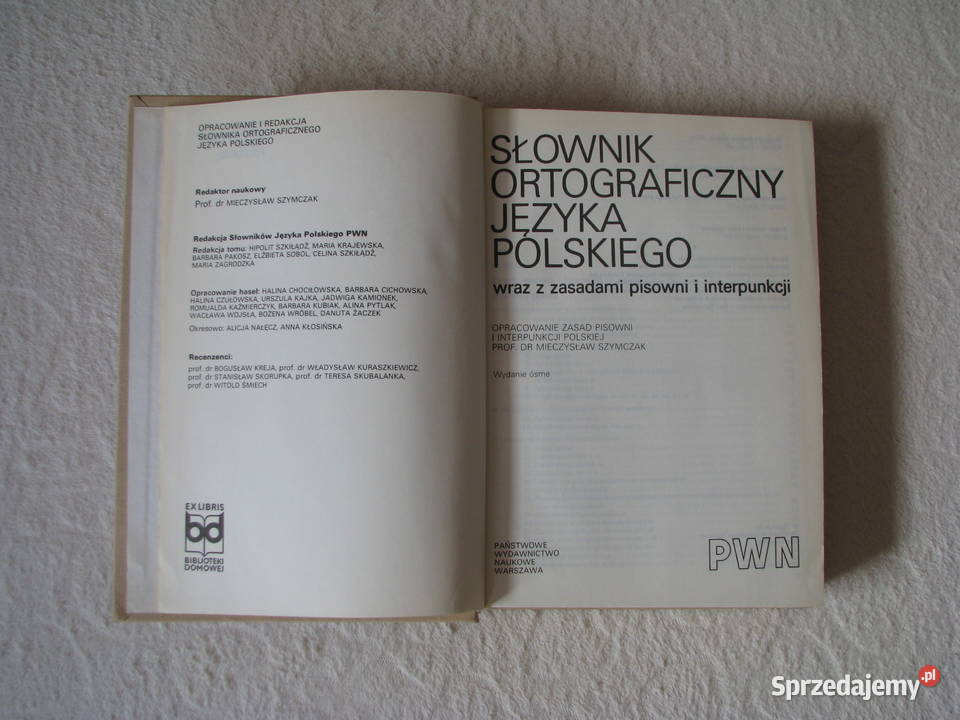 OPRACOWANIE I REDAKCJA
SŁOWNIKA ORTOGRAFICZNEGO
JĘZYKA POLSKIEGO
Redaktor naukowy
Prof. dr MIECZYSŁAW SZYMCZAK
Redakcja Słowników Języka Polskiego PWN
Redakcja tomu: HIPOLIT SZKIŁĄDŹ, MARIA KRAJEWSKA,
BARBARA PAKOSZ, ELŻBIETA SOBOL, CELINA SZKIŁĄDŹ,
MARIA ZAGRODZKA
Opracowanie haseł: HALINA CHOCIŁOWSKA, BARBARA CICHOWSKA,
HALINA CZUŁOWSKA, URSZULA KAJKA, JADWIGA KAMIONEK,
ROMUALDA KAŹMIERCZYK, BARBARA KUBIAK, ALINA PYTLAK,
WACŁAWA WOJSŁA, BOŻENA WRÓBEL, DANUTA ŻACZEK
Okresowo: ALICJA NAŁĘCZ, ANNA KŁOSIŃSKA
Recenzenci:
prof. dr BOGUSŁAW KREJA, prof. dr WŁADYSŁAW KURASZKIEWICZ,
prof. dr STANISŁAW SKORUPKA, prof. dr TERESA SKUBALANKA,
prof. dr WITOLD ŚMIECH
EX LIBRIS
bd
BIBLIOTEKI
DOMOWEJ
SŁOWNIK
ORTOGRAFICZNY
JĘZYKA
POLSKIEGO
wraz z zasadami pisowni i interpunkcji
OPRACOWANIE ZASAD PISOWNI
I INTERPUNKCJI POLSKIEJ
PROF. DR MIECZYSŁAW SZYMCZAK
Wydanie ósme
PAŃSTWOWE
WYDAWNICTWO
NAUKOWE
WARSZAWA
PWN
Sprzedajemy.pl